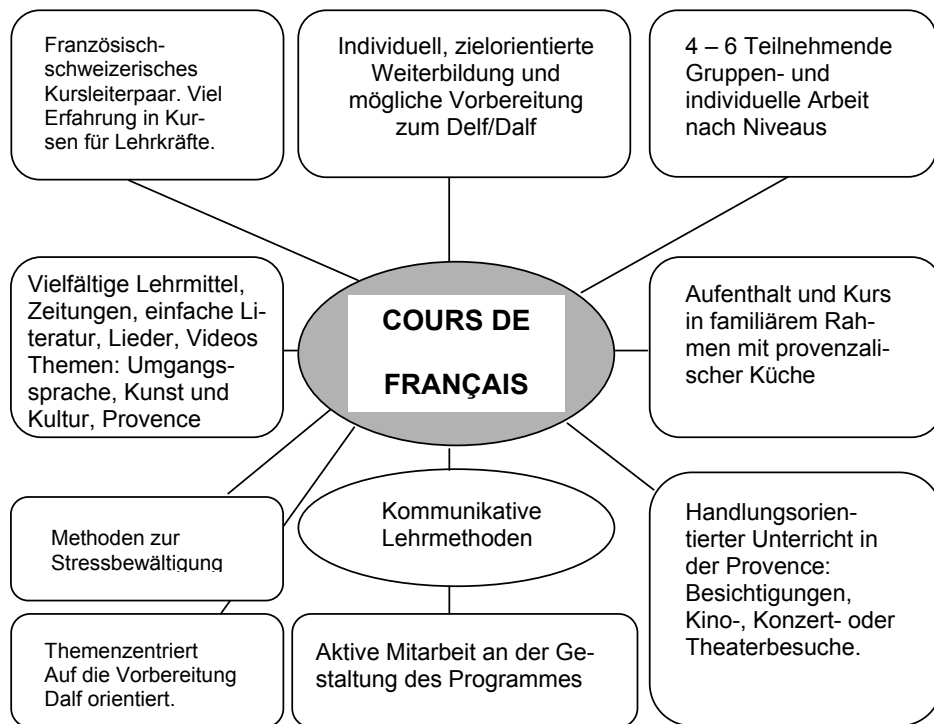 Französisch-
schweizerisches
Kursleiterpaar. Viel
Erfahrung in Kur-
sen für Lehrkräfte.
Individuell, zielorientierte
Weiterbildung und
mögliche Vorbereitung
zum Delf/Dalf
4 – 6 Teilnehmende
Gruppen- und
individuelle Arbeit
nach Niveaus
Vielfältige Lehrmittel,
Zeitungen, einfache Li-
teratur, Lieder, Videos
Themen: Umgangs-
sprache, Kunst und
Kultur, Provence
COURS DE
FRANÇAIS
Aufenthalt und Kurs
in familiärem Rah-
men mit provenzali-
scher Küche
Methoden zur
Stressbewältigung
Kommunikative
Lehrmethoden
Handlungsorien-
tierter Unterricht in
der Provence:
Besichtigungen,
Kino-, Konzert- oder
Theaterbesuche.
Themenzentriert
Auf die Vorbereitung
Dalf orientiert.
Aktive Mitarbeit an der Ge-
staltung des Programmes